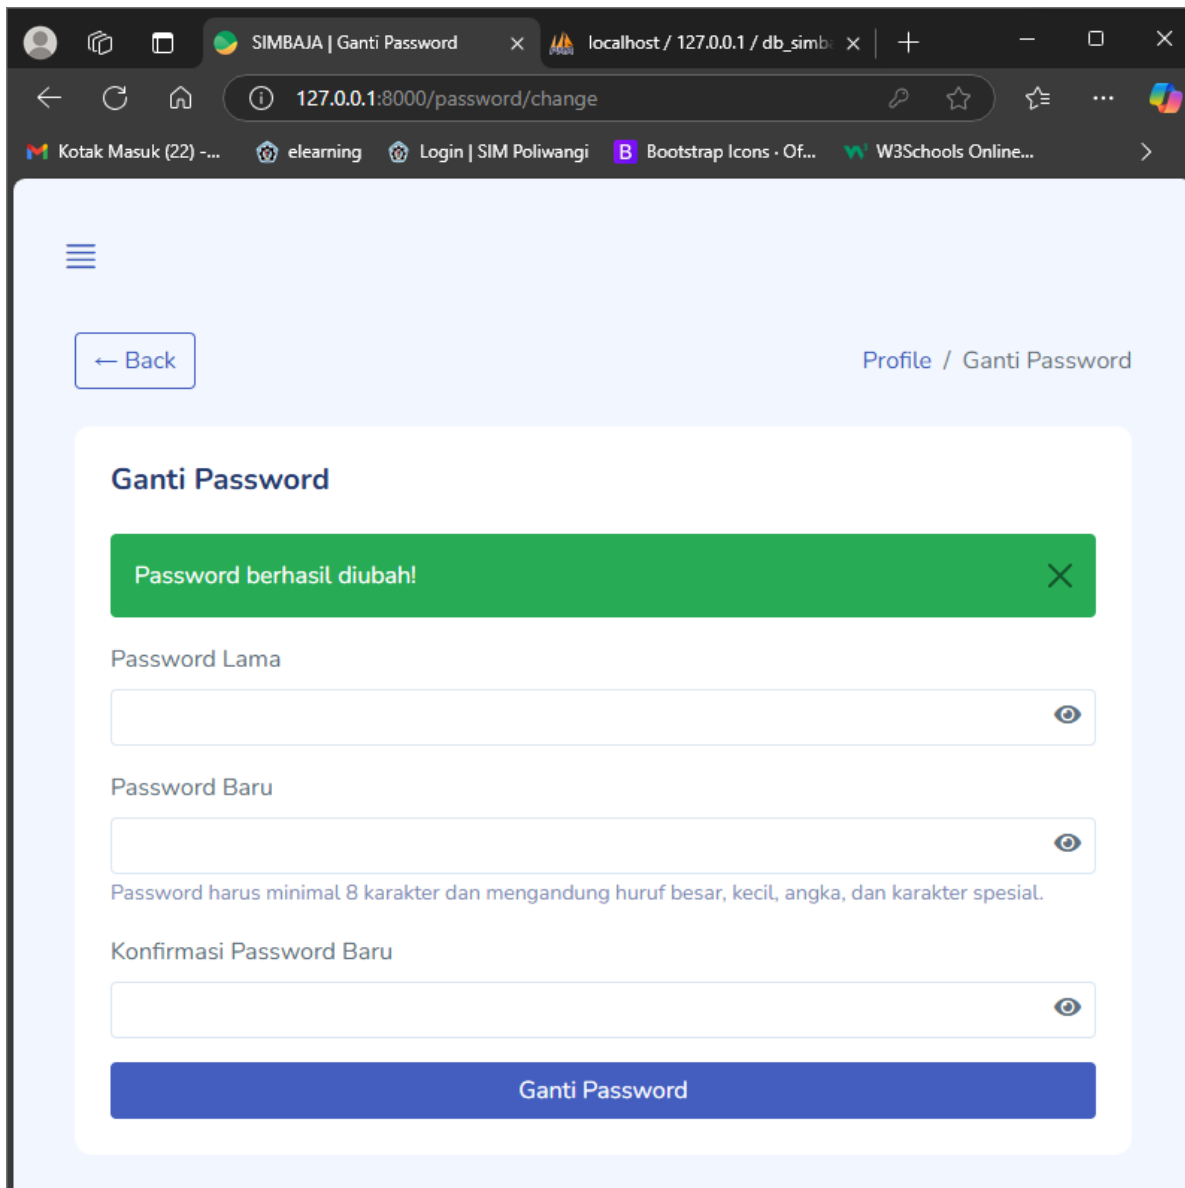 SIMBAJA | Ganti Password
localhost / 127.0.0.1 / db_simba
127.0.0.1:8000/password/change
Kotak Masuk (22) -...
elearning
Login | SIM Poliwangi
B Bootstrap Icons · Of...
W3Schools Online...
← Back
Profile / Ganti Password
Ganti Password
Password berhasil diubah!
Password Lama
Password Baru
Password harus minimal 8 karakter dan mengandung huruf besar, kecil, angka, dan karakter spesial.
Konfirmasi Password Baru
Ganti Password